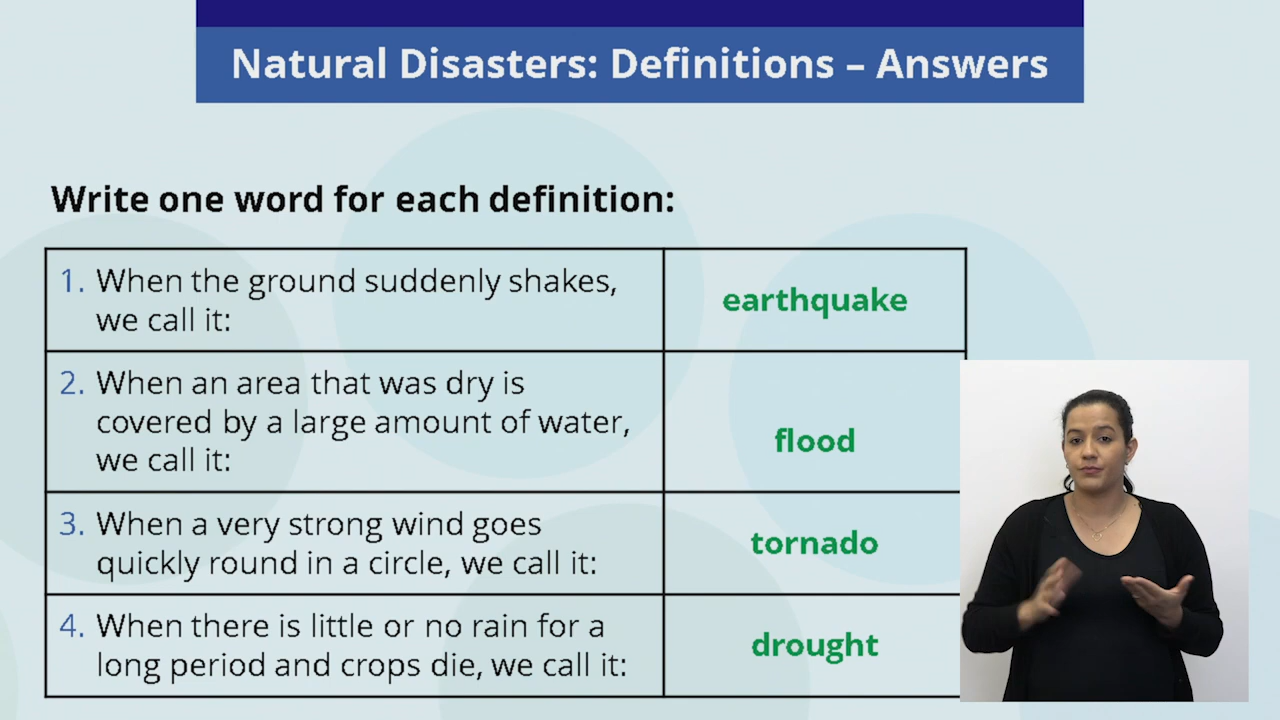 Natural Disasters: Definitions – Answers
Write one word for each definition:
1. When the ground suddenly shakes,
we call it:
earthquake
2. When an area that was dry is
covered by a large amount of water,
we call it:
flood
3. When a very strong wind goes
quickly round in a circle, we call it:
tornado
4. When there is little or no rain for a
long period and crops die, we call it:
drought